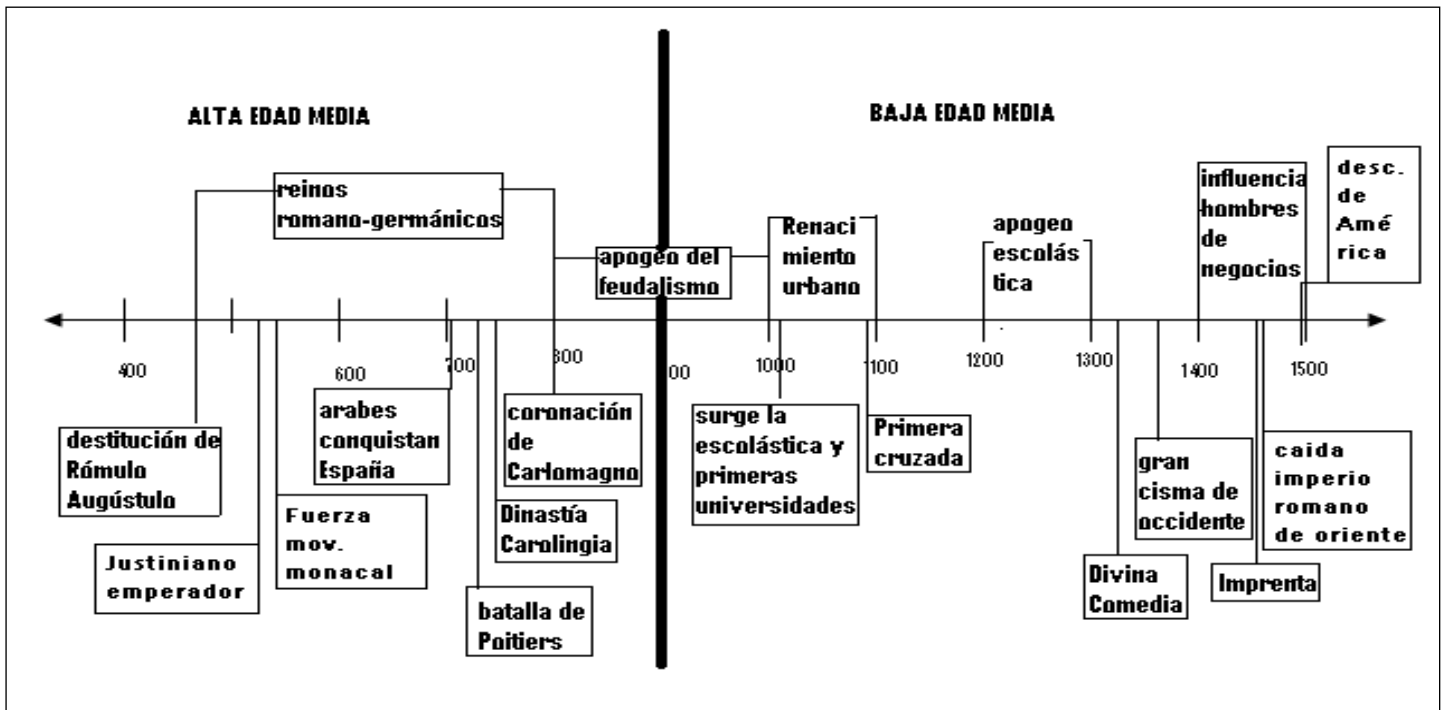 ALTA EDAD MEDIA
BAJA EDAD MEDIA
reinos
romano-germánicos
apogeo del
feudalismo
Renaci
miento
urbano
apogeo
escolás
tica
influencia
hombres
de
negocios
desc.
de
Amé
rica
400
600
700
800
00
1000
100
1200
1300
1400
1500
destitución de
Rómulo
Augústulo
Justiniano
emperador
Fuerza
mov.
monacal
arabes
conquistan
España
batalla de
Poitiers
coronación
de
Carlomagno
Dinastía
Carolingia
surge la
escolástica y
primeras
universidades
Primera
cruzada
Divina
Comedia
gran
cisma de
occidente
Imprenta
caida
imperio
romano
de oriente